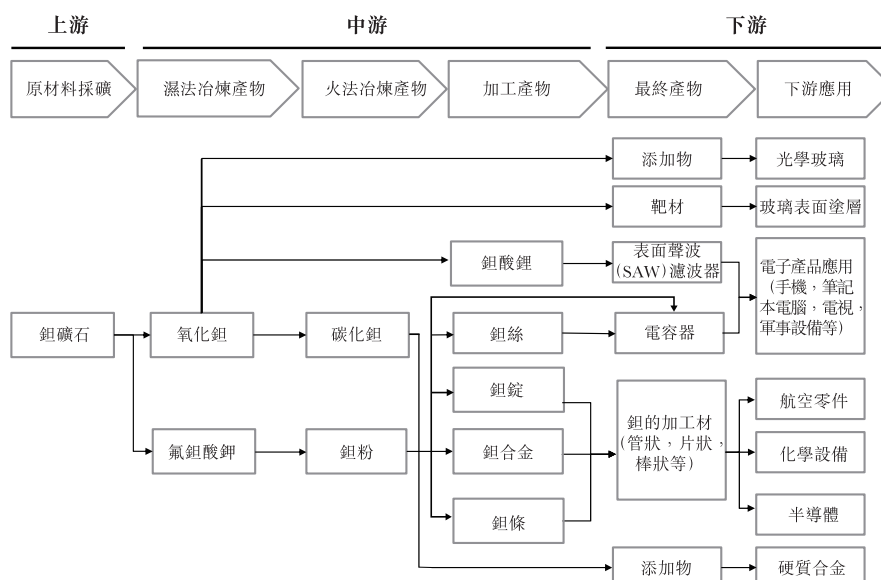 上游
中游
下游
原材料採礦
濕法冶煉產物
火法冶煉產物
加工產物
最終產物
下游應用
添加物
光學玻璃
靶材
玻璃表面塗層
鉭酸鋰
表面聲波
(SAW)濾波器
電子產品應用
(手機，筆記
本電腦，電視，
軍事設備等)
鉭礦石
氧化鉭
碳化鉭
鉭絲
電容器
鉭錠
鉭的加工材
(管狀，片狀，
棒狀等)
航空零件
氟鉭酸鉀
鉭粉
鉭合金
化學設備
鉭條
半導體
添加物
硬質合金